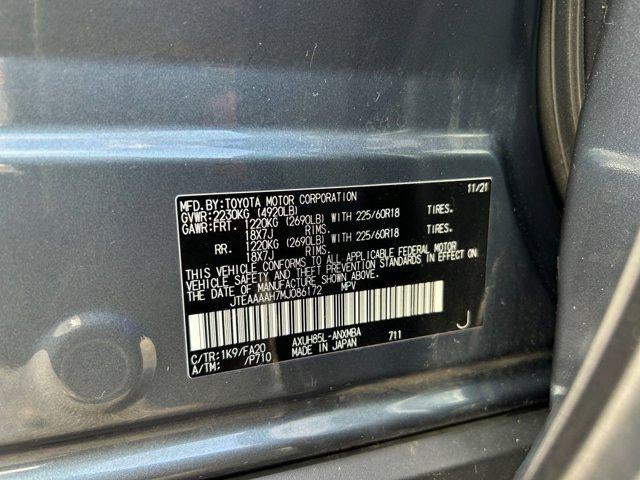 MFD. BY: TOYOTA MOTOR CORPORATION 11/21
GVWR: 2230KG (4920LB)
GAWR: FRT. 1220KG (2690LB) WITH 225/60R18 TIRES.
18X7J RIMS.
RR. 1220KG (2690LB) WITH 225/60R18 TIRES.
18X7J RIMS.
THIS VEHICLE CONFORMS TO ALL APPLICABLE FEDERAL MOTOR
VEHICLE SAFETY AND THEFT PREVENTION STANDARDS IN EFFECT
ON THE DATE OF MANUFACTURE SHOWN ABOVE.
JTEAAAAH7MJ086172 MPV
C/TR: 1K9/FA20 AXUH85L-ANXMBA 711 J
A/TM: /P710 MADE IN JAPAN